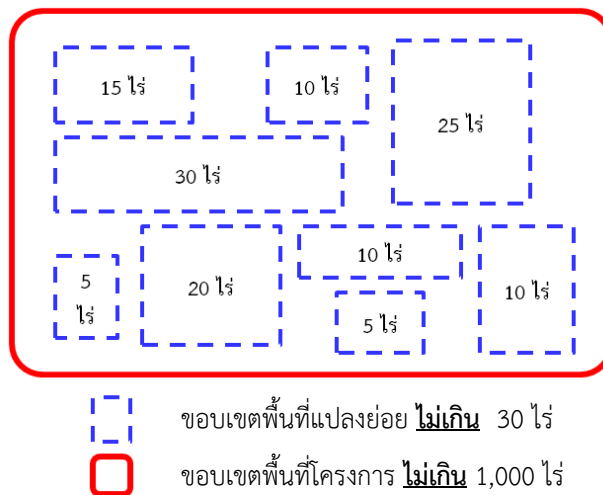 15 ไร่
10 ไร่
25 ไร่
30 ไร่
5
ไร่
20 ไร่
10 ไร่
5 ไร่
10 ไร่
ขอบเขตพื้นที่แปลงย่อย ไม่เกิน 30 ไร่
ขอบเขตพื้นที่โครงการ ไม่เกิน 1,000 ไร่